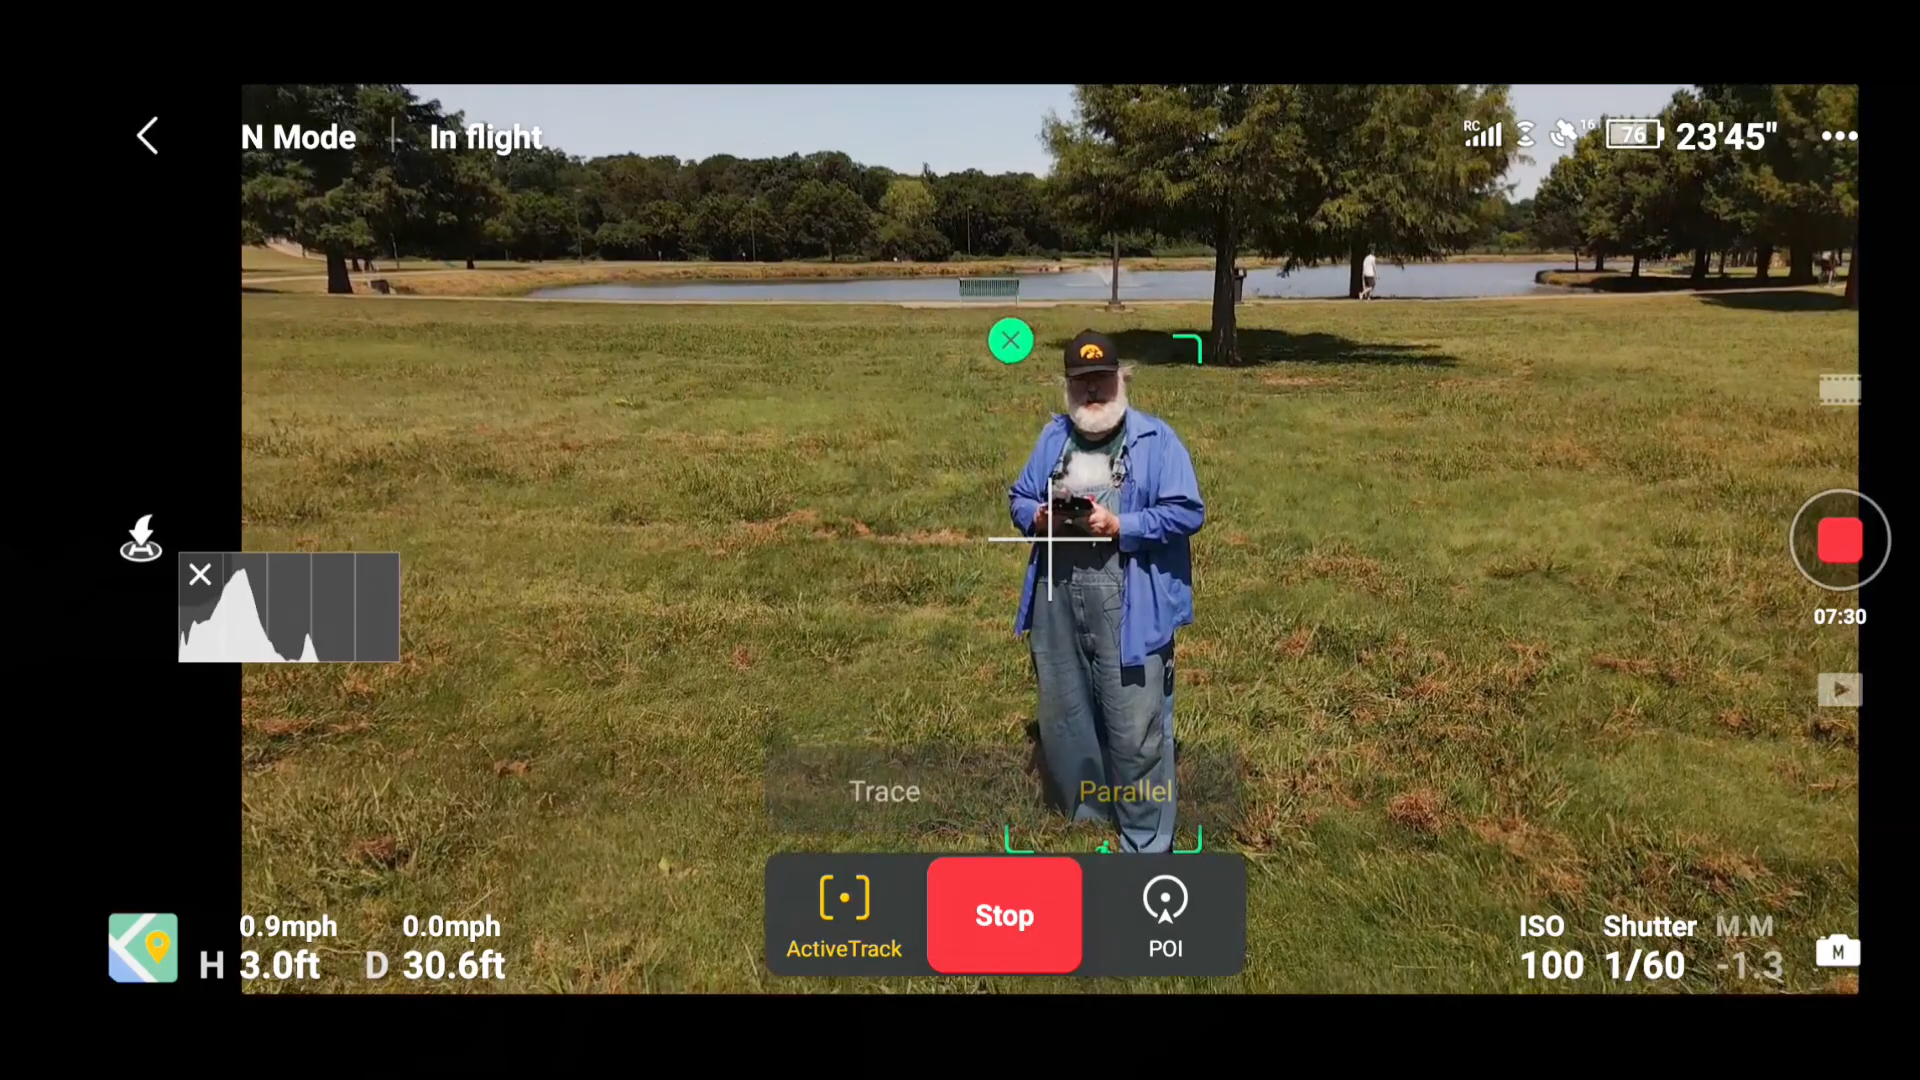 N Mode
In flight
RC
16
76
23'45"
07:30
Trace
Parallel
ActiveTrack
Stop
POI
0.9mph
0.0mph
H 3.0ft
D 30.6ft
ISO
Shutter
M.M
100
1/60
-1.3
M